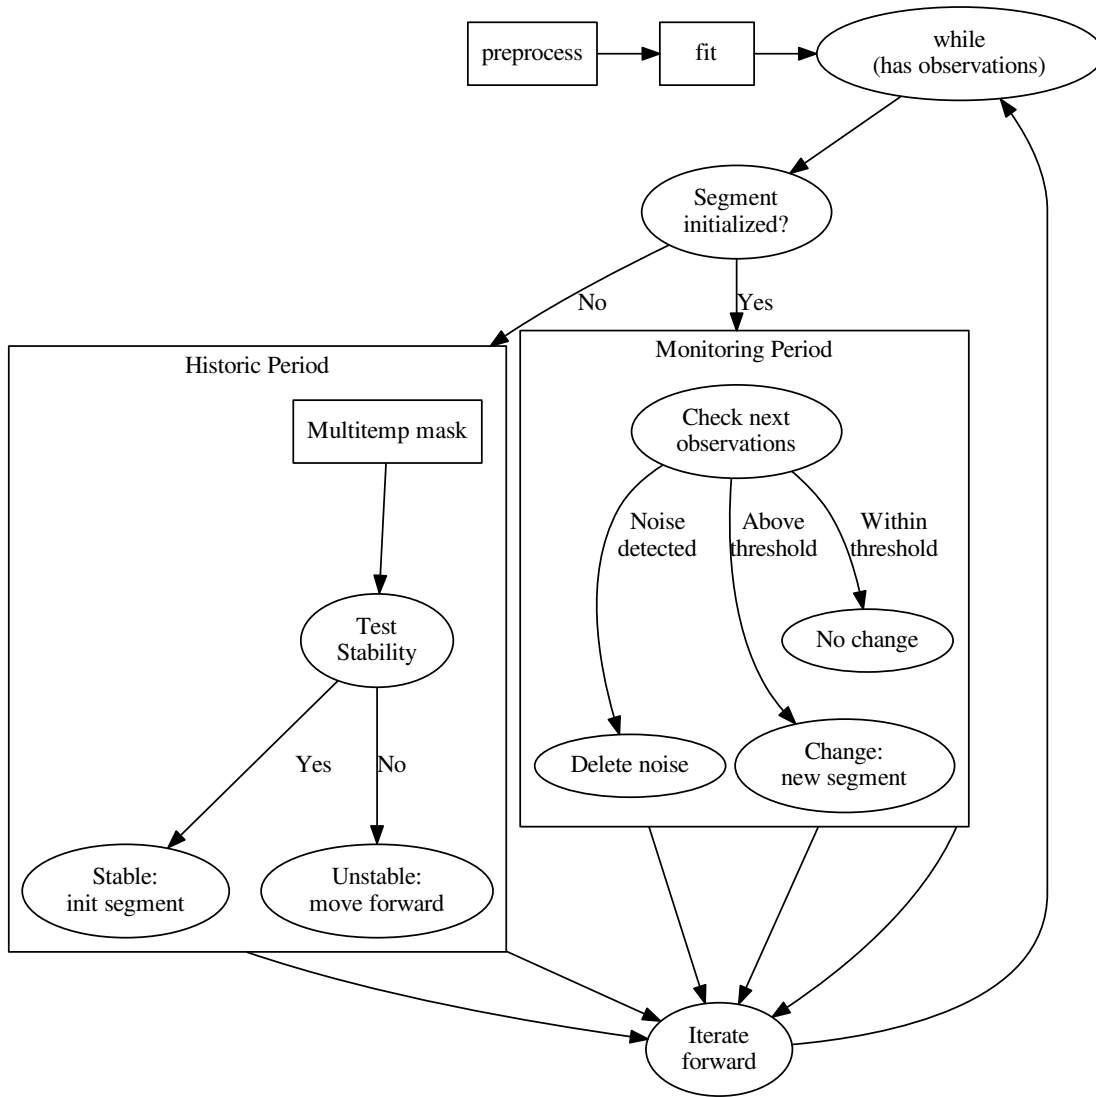 preprocess
fit
while
(has observations)
Segment
initialized?
No
Yes
Historic Period
Multitemp mask
Test
Stability
Yes
No
Stable:
init segment
Unstable:
move forward
Monitoring Period
Check next
observations
Noise
detected
Above
threshold
Within
threshold
No change
Delete noise
Change:
new segment
Iterate
forward